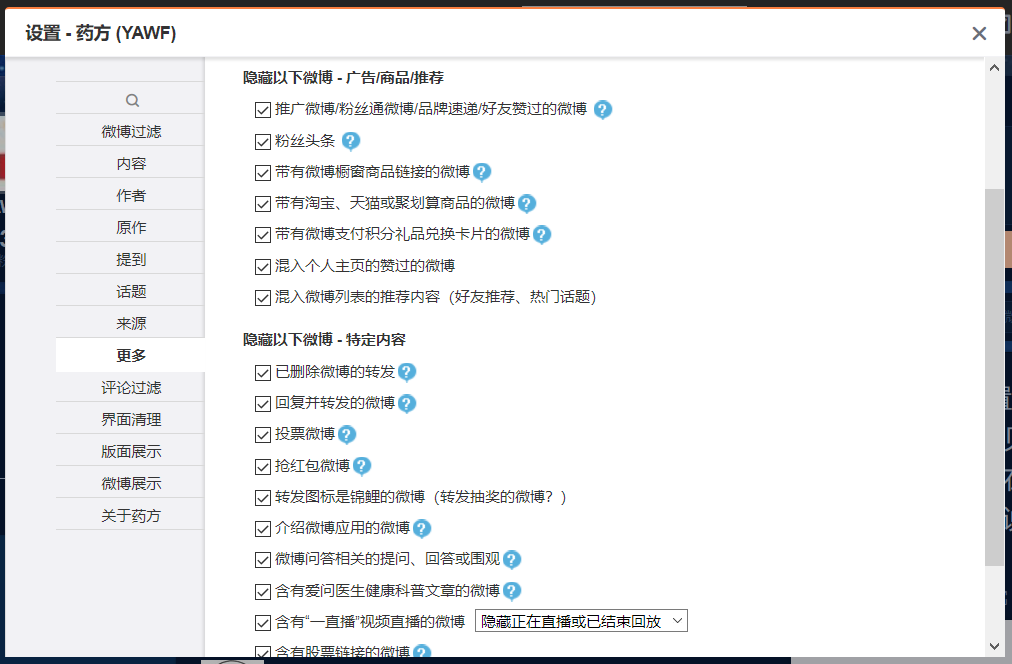 设置 - 药方 (YAWF)
微博过滤
内容
作者
原作
提到
话题
来源
更多
评论过滤
界面清理
版面展示
微博展示
关于药方
隐藏以下微博 - 广告/商品/推荐
推广微博/粉丝通微博/品牌速递/好友赞过的微博 ?
粉丝头条 ?
带有微博橱窗商品链接的微博 ?
带有淘宝、天猫或聚划算商品的微博 ?
带有微博支付积分礼品兑换卡片的微博 ?
混入个人主页的赞过的微博
混入微博列表的推荐内容（好友推荐、热门话题）
隐藏以下微博 - 特定内容
已删除微博的转发 ?
回复并转发的微博 ?
投票微博 ?
抢红包微博 ?
转发图标是锦鲤的微博（转发抽奖的微博？）
介绍微博应用的微博 ?
微博问答相关的提问、回答或围观 ?
含有爱问医生健康科普文章的微博 ?
含有“一直播”视频直播的微博 隐藏正在直播或已结束回放
含有股票链接的微博 ?